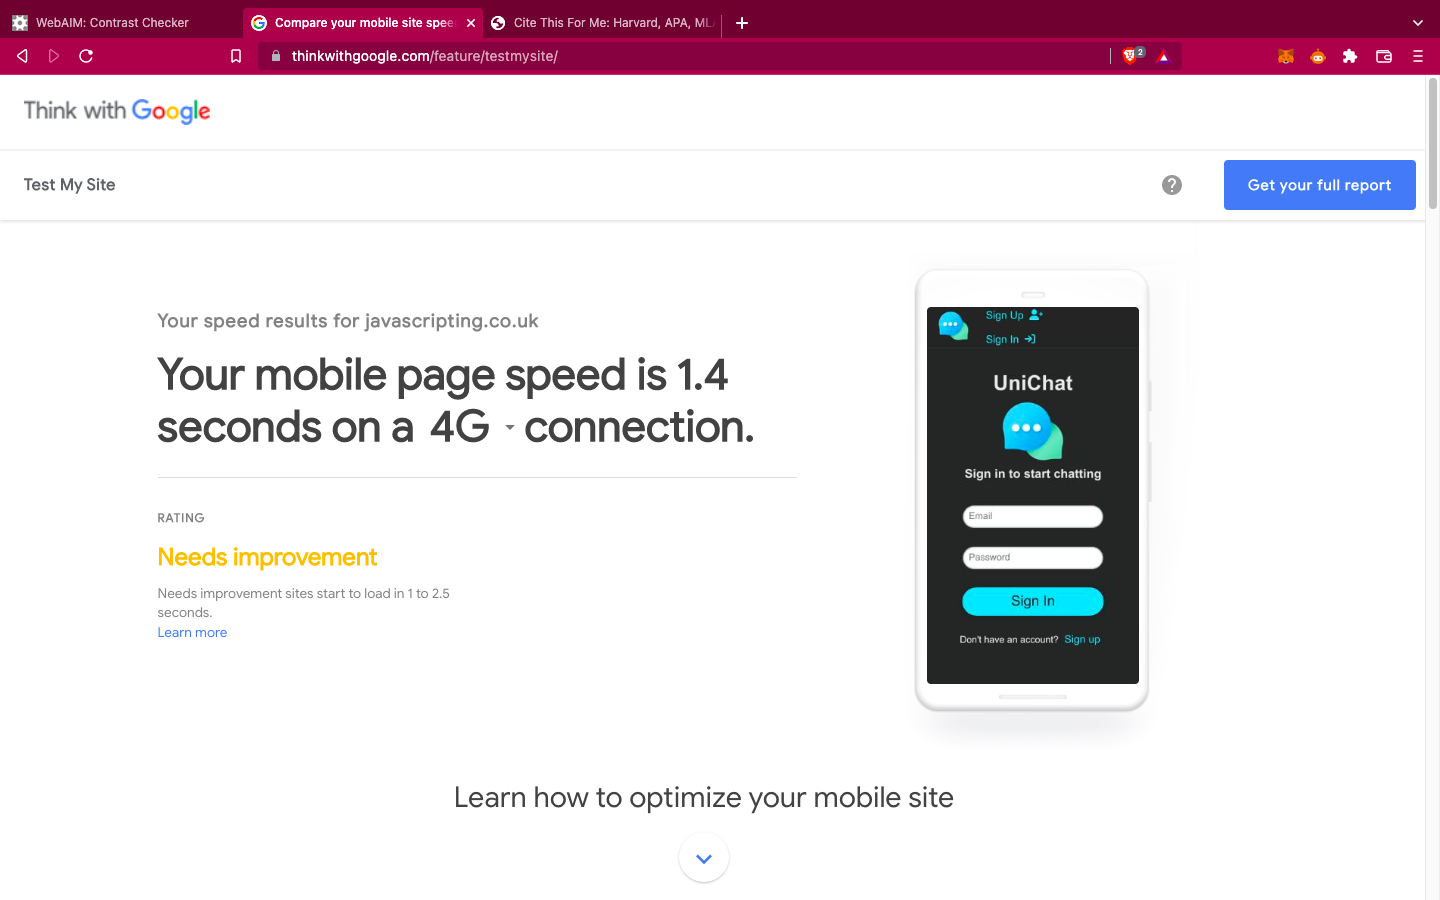 WebAIM: Contrast Checker
Compare your mobile site spee
Cite This For Me: Harvard, APA, ML
thinkwithgoogle.com/feature/testmysite/
2
Think with Google
Test My Site
?
Get your full report
Your speed results for javascripting.co.uk
Your mobile page speed is 1.4
seconds on a 4G connection.
RATING
Needs improvement
Needs improvement sites start to load in 1 to 2.5
seconds.
Learn more
Sign Up
Sign In
UniChat
Sign in to start chatting
Email
Password
Sign In
Don't have an account? Sign up
Learn how to optimize your mobile site